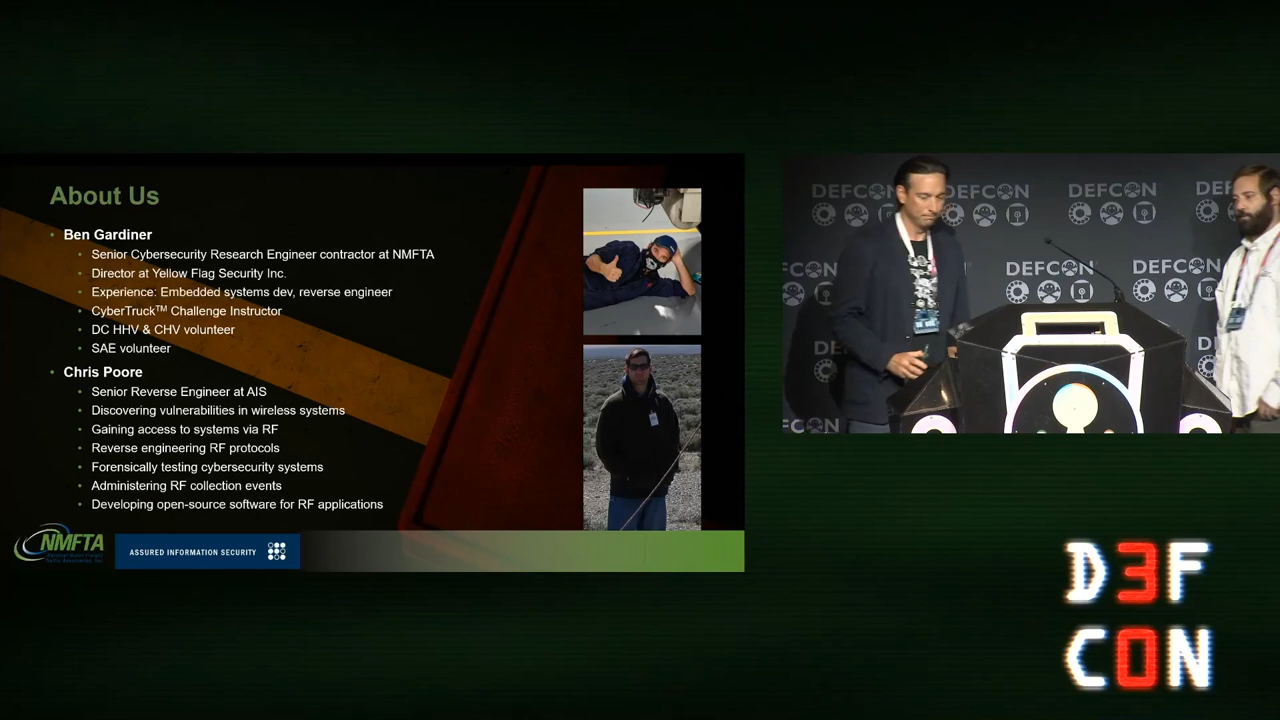 About Us
Ben Gardiner
Senior Cybersecurity Research Engineer contractor at NMFTA
Director at Yellow Flag Security Inc.
Experience: Embedded systems dev, reverse engineer
CyberTruck™ Challenge Instructor
DC HHV & CHV volunteer
SAE volunteer
Chris Poore
Senior Reverse Engineer at AIS
Discovering vulnerabilities in wireless systems
Gaining access to systems via RF
Reverse engineering RF protocols
Forensically testing cybersecurity systems
Administering RF collection events
Developing open-source software for RF applications
NMFTA
ASSURED INFORMATION SECURITY
DEFCON DEFCON DEFCON DEF
DEFCON DEFCON
DEFCON
DE
DEFCON
D3F
C0N